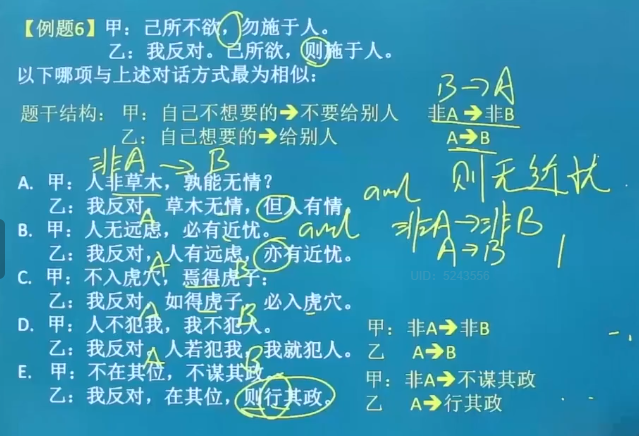 【例题6】甲：己所不欲，勿施于人。
乙：我反对。己所欲，则施于人。
以下哪项与上述对话方式最为相似：
题干结构：甲：自己不想要的→不要给别人 非A→非B
乙：自己想要的→给别人 A→B
B→A
非A→B
则无近忧
A. 甲：人非草木，孰能无情？
乙：我反对，草木无情，但人有情。
and
B. 甲：人无远虑，必有近忧。
and
非A→非B
乙：我反对，人有远虑，亦有近忧。
A→B
C. 甲：不入虎穴，焉得虎子：
乙：我反对，如得虎子，必入虎穴。
UID: 5243556
D. 甲：人不犯我，我不犯人。 甲：非A→非B
乙：我反对，人若犯我，我就犯人。 乙 A→B
E. 甲：不在其位，不谋其政 甲：非A→不谋其政
乙：我反对，在其位，则行其政。 乙 A→行其政